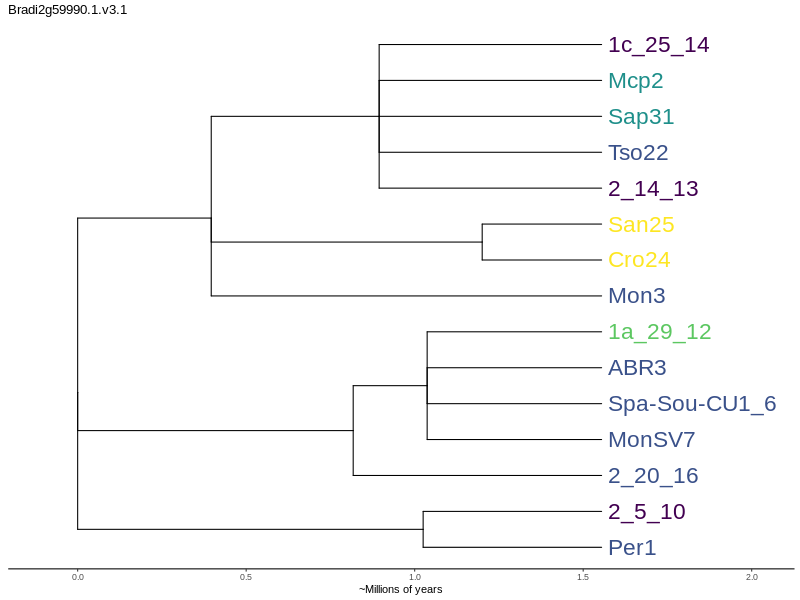 Bradi2g59990.1.v3.1
1c_25_14
Mcp2
Sap31
Tso22
2_14_13
San25
Cro24
Mon3
1a_29_12
ABR3
Spa-Sou-CU1_6
MonSV7
2_20_16
2_5_10
Per1
0.0 0.5 1.0 1.5 2.0
~Millions of years